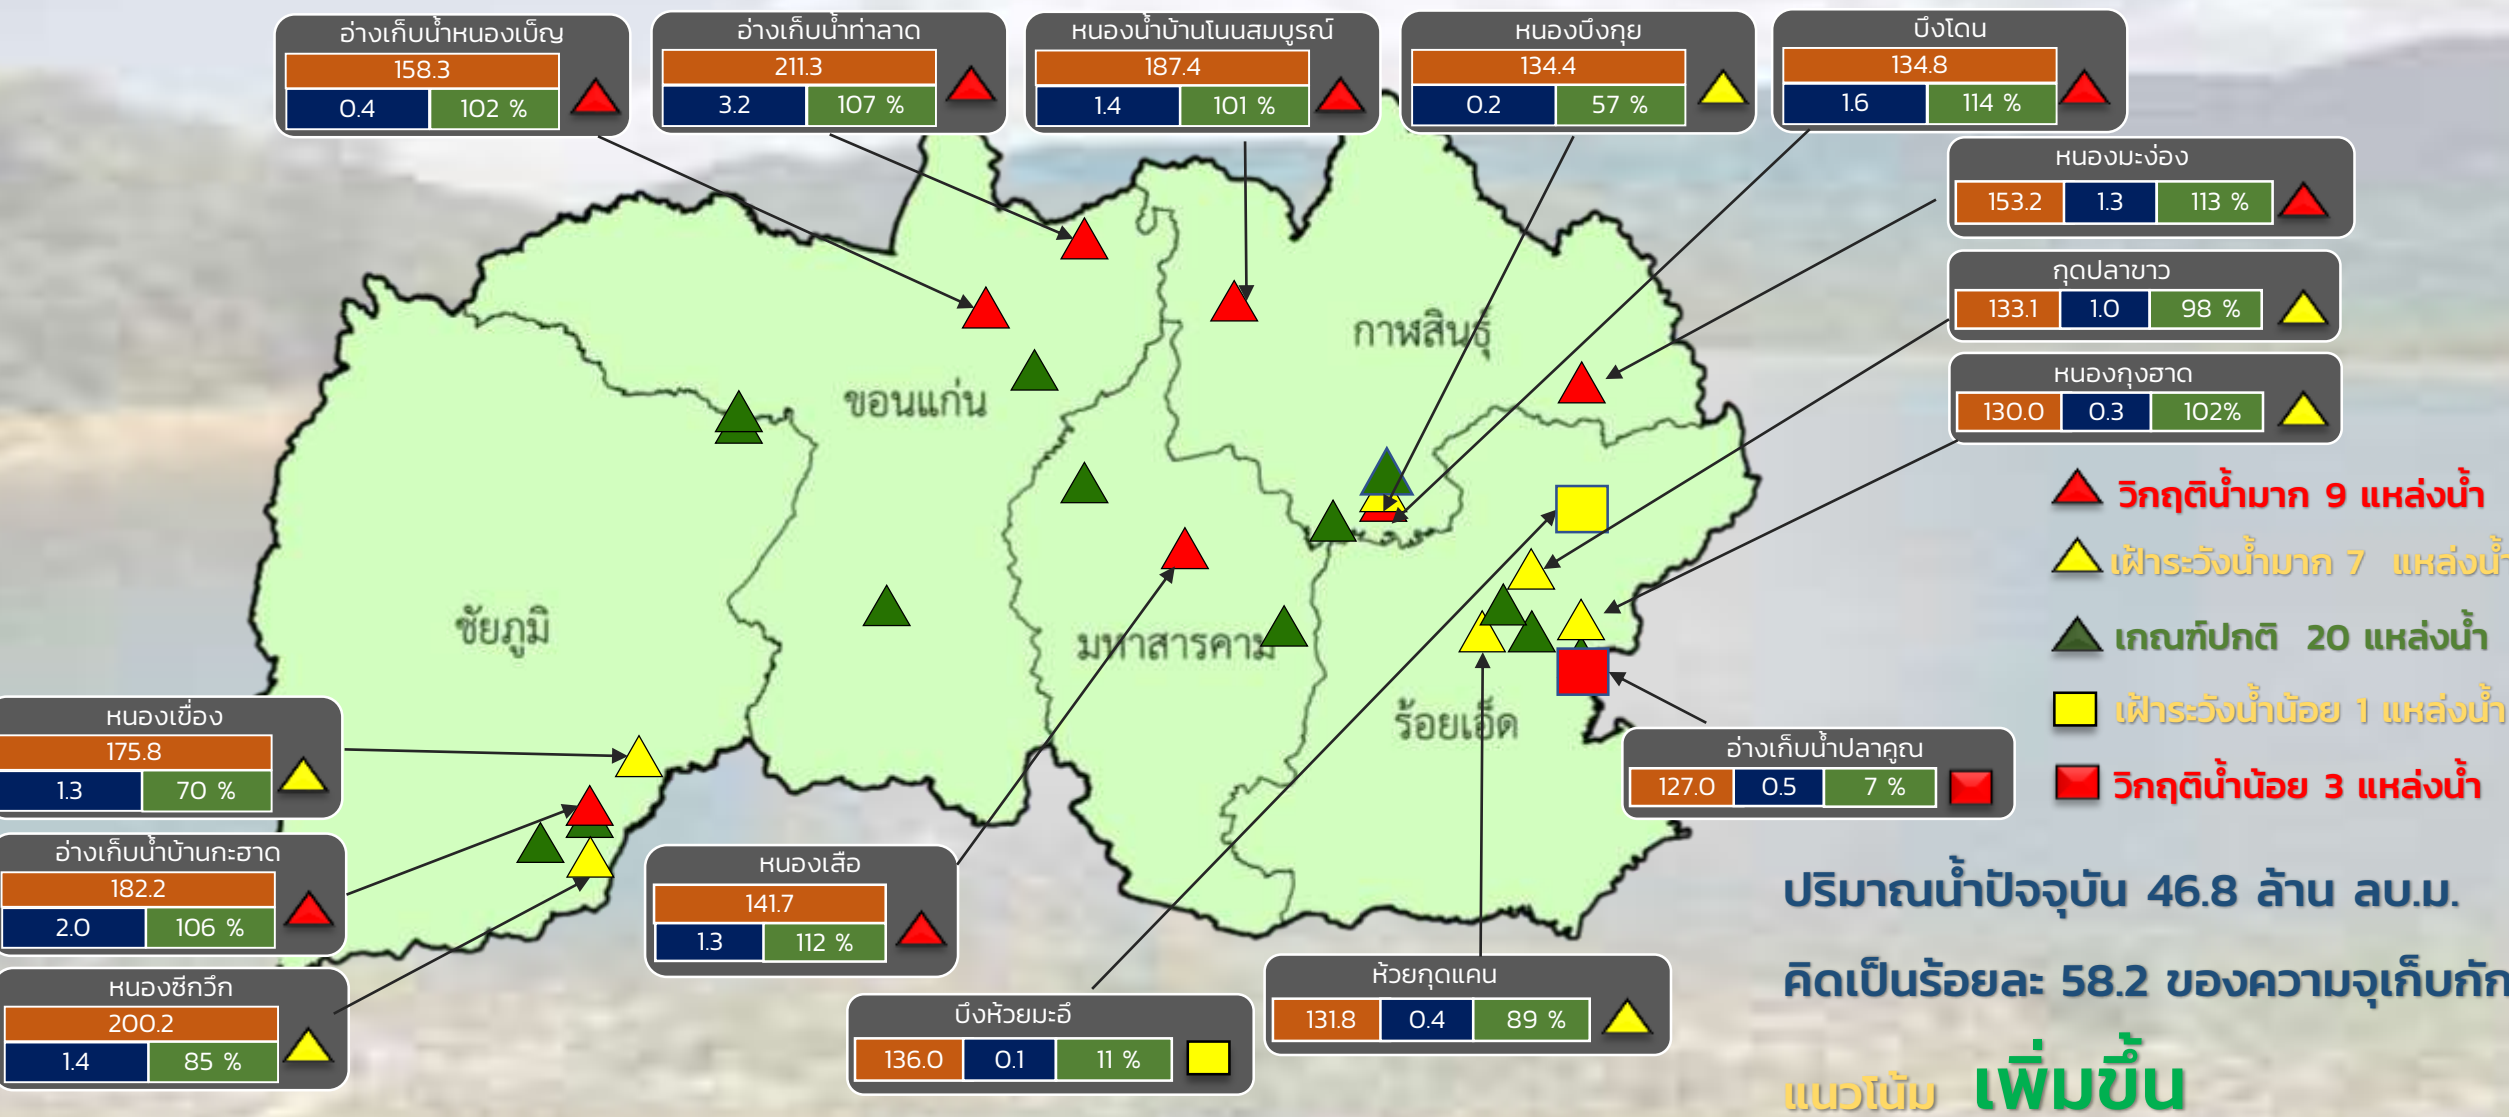 อ่างเก็บน้ำหนองเบ็ญ
158.3
0.4 102 %
อ่างเก็บน้ำท่าลาด
211.3
3.2 107 %
หนองน้ำบ้านโนนสมบูรณ์
187.4
1.4 101 %
หนองบึงกุย
134.4
0.2 57 %
บึงโดน
134.8
1.6 114 %
หนองมะง่อง
153.2 1.3 113 %
กุดปลาขาว
133.1 1.0 98 %
หนองกุงฮาด
130.0 0.3 102%
กาฬสินธุ์
ขอนแก่น
ชัยภูมิ
มหาสารคาม
ร้อยเอ็ด
วิกฤติน้ำมาก 9 แหล่งน้ำ
เฝ้าระวังน้ำมาก 7 แหล่งน้ำ
เกณฑ์ปกติ 20 แหล่งน้ำ
เฝ้าระวังน้ำน้อย 1 แหล่งน้ำ
วิกฤติน้ำน้อย 3 แหล่งน้ำ
หนองเขื่อง
175.8
1.3 70 %
อ่างเก็บน้ำบ้านกะฮาด
182.2
2.0 106 %
หนองซีกวึก
200.2
1.4 85 %
หนองเสือ
141.7
1.3 112 %
บึงห้วยมะอึ
136.0 0.1 11 %
ห้วยกุดแคน
131.8 0.4 89 %
อ่างเก็บน้ำปลาคูณ
127.0 0.5 7 %
ปริมาณน้ำปัจจุบัน 46.8 ล้าน ลบ.ม.
คิดเป็นร้อยละ 58.2 ของความจุเก็บกัก
แนวโน้ม เพิ่มขึ้น